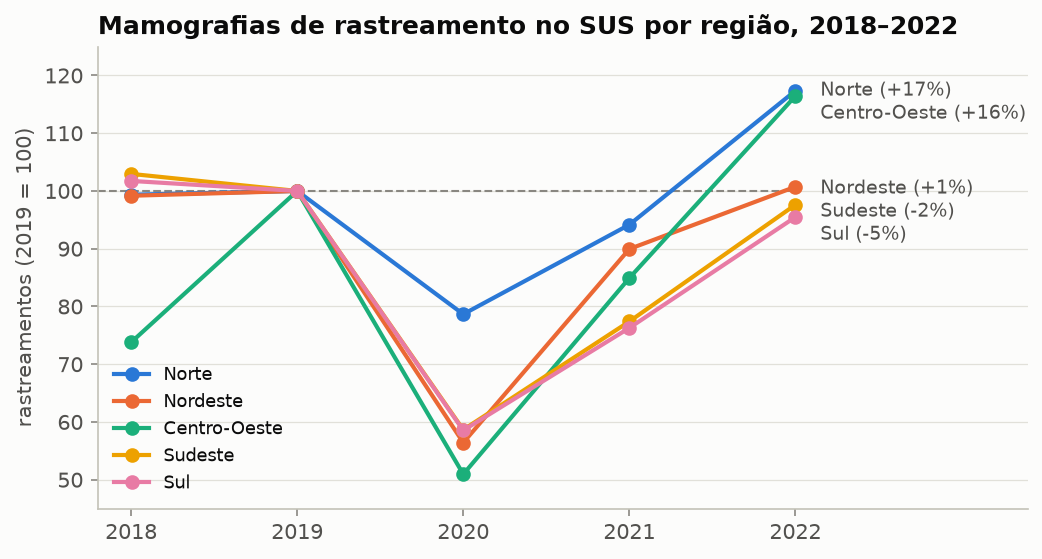 Mamografias de rastreamento no SUS por região, 2018–2022
rastreamentos (2019 = 100)
120
110
100
90
80
70
60
50
Norte (+17%)
Centro-Oeste (+16%)
Nordeste (+1%)
Sudeste (-2%)
Sul (-5%)
Norte
Nordeste
Centro-Oeste
Sudeste
Sul
2018
2019
2020
2021
2022